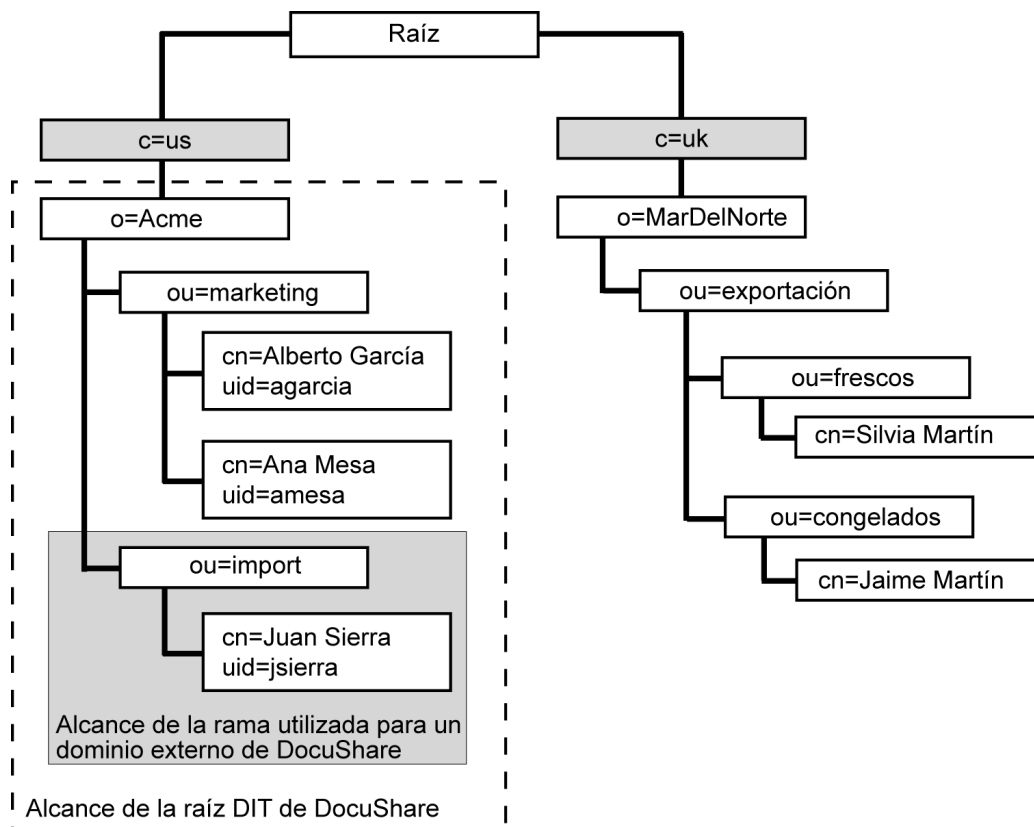 Raíz
c=us
o=Acme
ou=marketing
cn=Alberto García
uid=agarcia
cn=Ana Mesa
uid=amesa
ou=import
cn=Juan Sierra
uid=jsierra
Alcance de la rama utilizada para un
dominio externo de DocuShare
Alcance de la raíz DIT de DocuShare
c=uk
o=MarDelNorte
ou=exportación
ou=frescos
cn=Silvia Martín
ou=congelados
cn=Jaime Martín